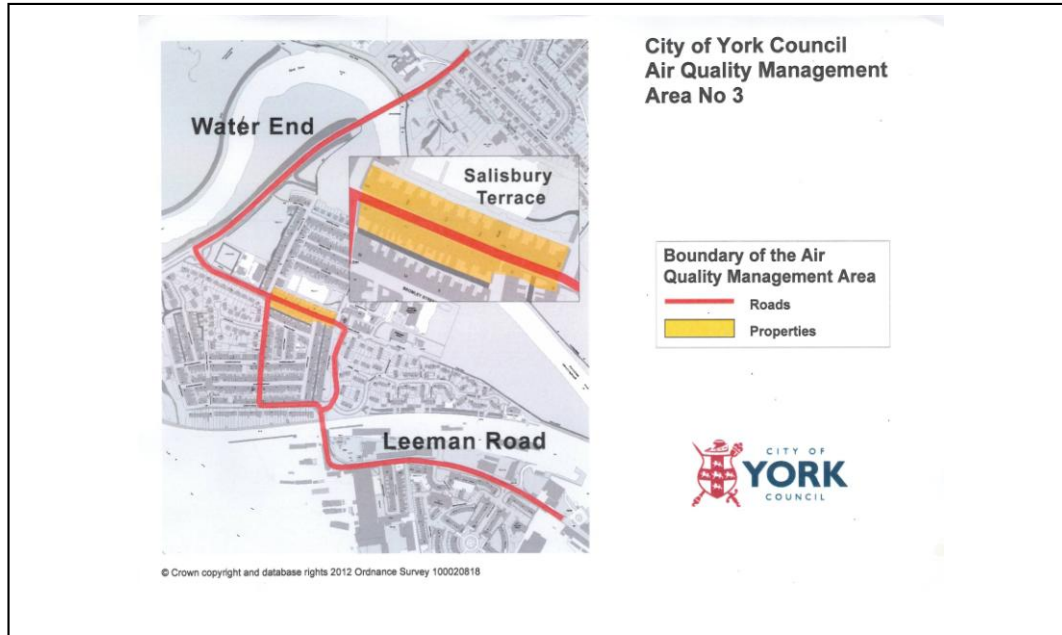 City of York Council
Air Quality Management
Area No 3
Water End
Salisbury
Terrace
BROMLEY STREET
Boundary of the Air
Quality Management Area
Roads
Properties
Leeman Road
CITY OF
YORK
COUNCIL
© Crown copyright and database rights 2012 Ordnance Survey 100020818